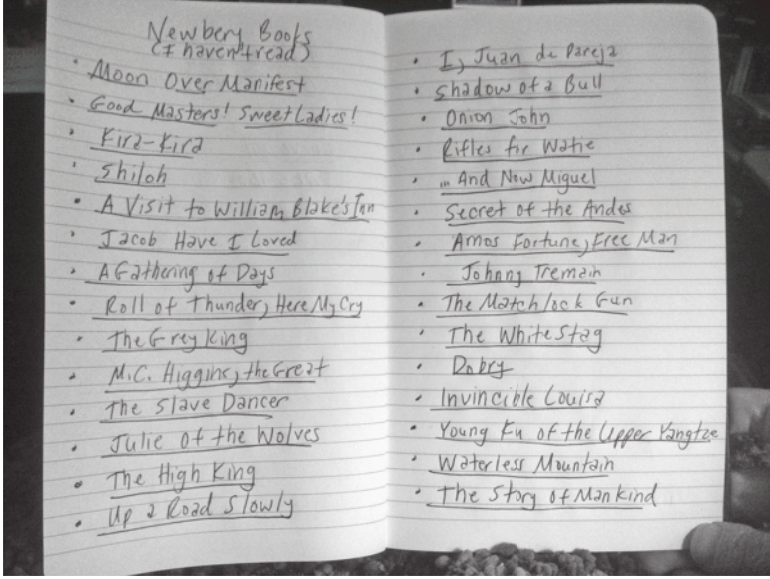 Newbery Books
(I haven't read)
• Moon Over Manifest
• Good Masters! Sweet Ladies!
• Kira-Kira
• Shiloh
• A Visit to William Blake's Inn
• Jacob Have I Loved
• A Gathering of Days
• Roll of Thunder, Here My Cry
• The Grey King
• M.C. Higgins, the Great
• The Slave Dancer
• Julie of the Wolves
• The High King
• Up a Road Slowly
• I, Juan de Pareja
• Shadow of a Bull
• Onion John
• Rifles for Watie
• ... And Now Miguel
• Secret of the Andes
• Amos Fortune, Free Man
• Johnny Tremain
• The Matchlock Gun
• The White Stag
• Dobry
• Invincible Louisa
• Young Fu of the Upper Yangtze
• Waterless Mountain
• The Story of Mankind